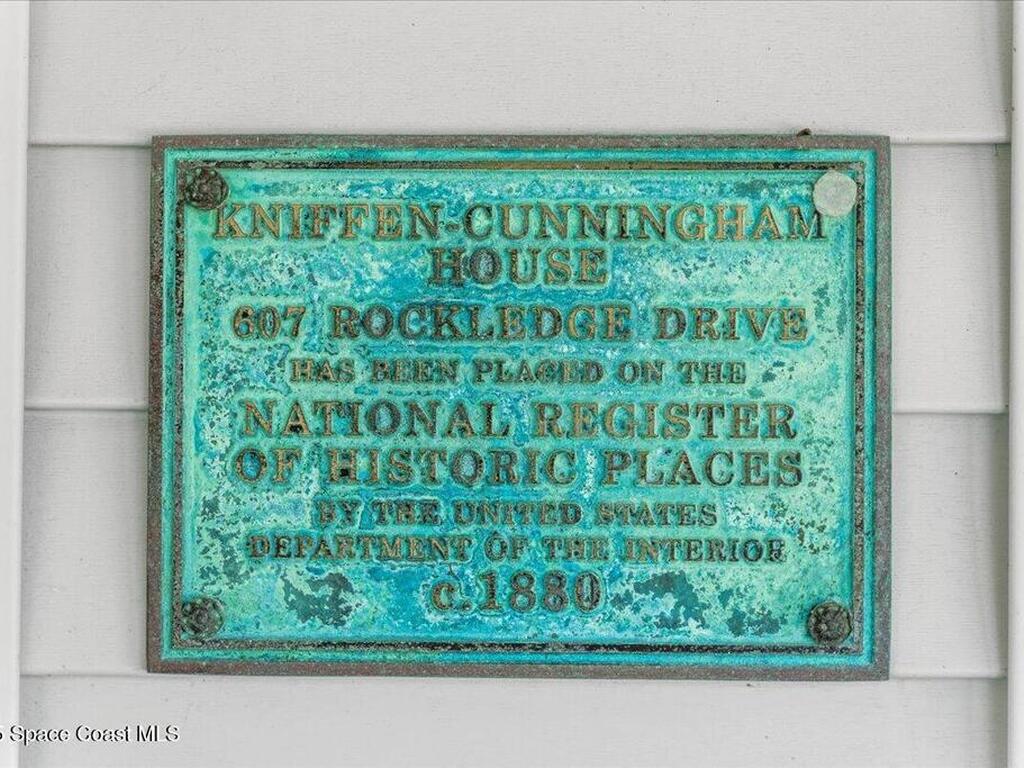 KNIFFEN-CUNNINGHAM
HOUSE
607 ROCKLEDGE DRIVE
HAS BEEN PLACED ON THE
NATIONAL REGISTER
OF HISTORIC PLACES
BY THE UNITED STATES
DEPARTMENT OF THE INTERIOR
c.1880
5 Space Coast MLS